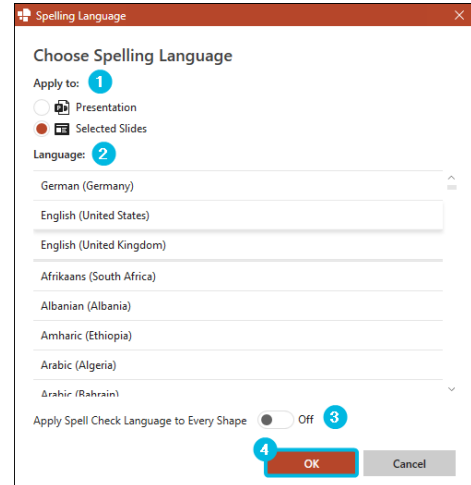 Spelling Language
Choose Spelling Language
Apply to: 1
Presentation
Selected Slides
Language: 2
German (Germany)
English (United States)
English (United Kingdom)
Afrikaans (South Africa)
Albanian (Albania)
Amharic (Ethiopia)
Arabic (Algeria)
Arabic (Bahrain)
Apply Spell Check Language to Every Shape Off 3
4
OK Cancel